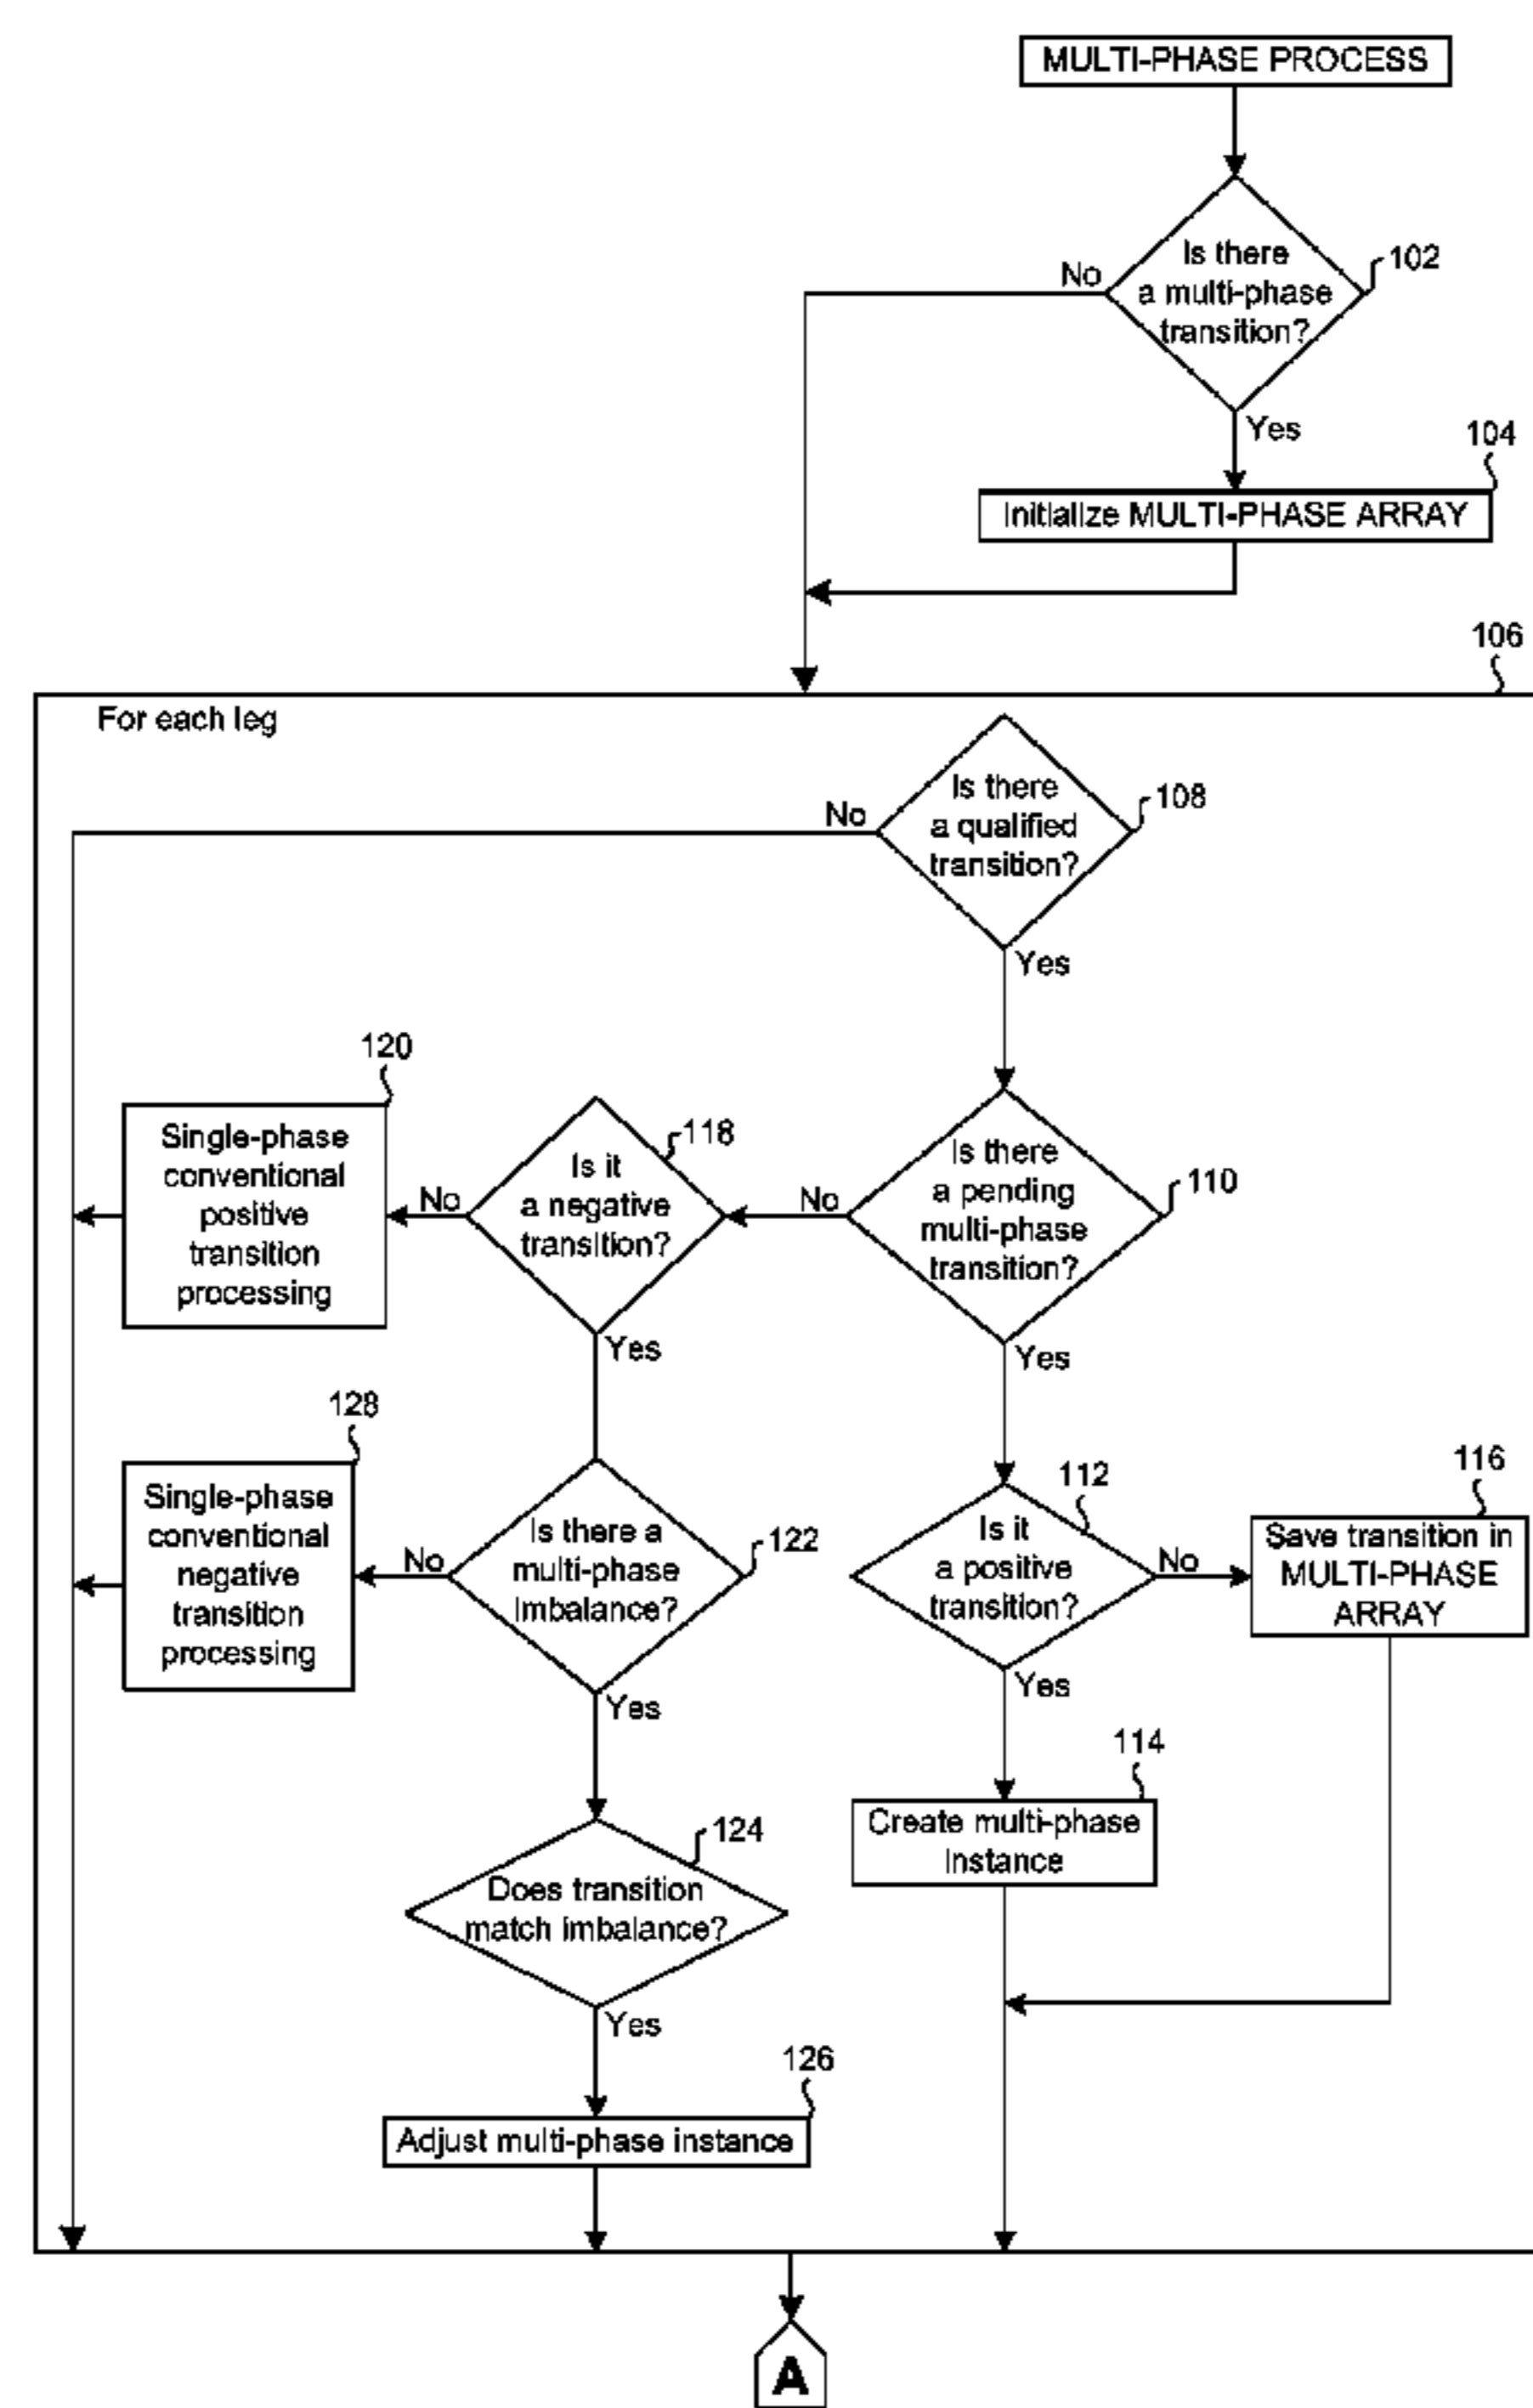 MULTI-PHASE PROCESS
Is there
a multi-phase
transition?
102
No
Yes
104
Initialize MULTI-PHASE ARRAY
106
For each leg
Is there
a qualified
transition?
108
No
Yes
120
Single-phase
conventional
positive
transition
processing
No
118
Is it
a negative
transition?
Yes
No
Is there
a pending
multi-phase
transition?
110
Yes
128
Single-phase
conventional
negative
transition
processing
No
Is there a
multi-phase
imbalance?
122
Yes
112
Is it
a positive
transition?
No
Yes
116
Save transition in
MULTI-PHASE
ARRAY
114
Create multi-phase
instance
124
Does transition
match imbalance?
Yes
126
Adjust multi-phase instance
A